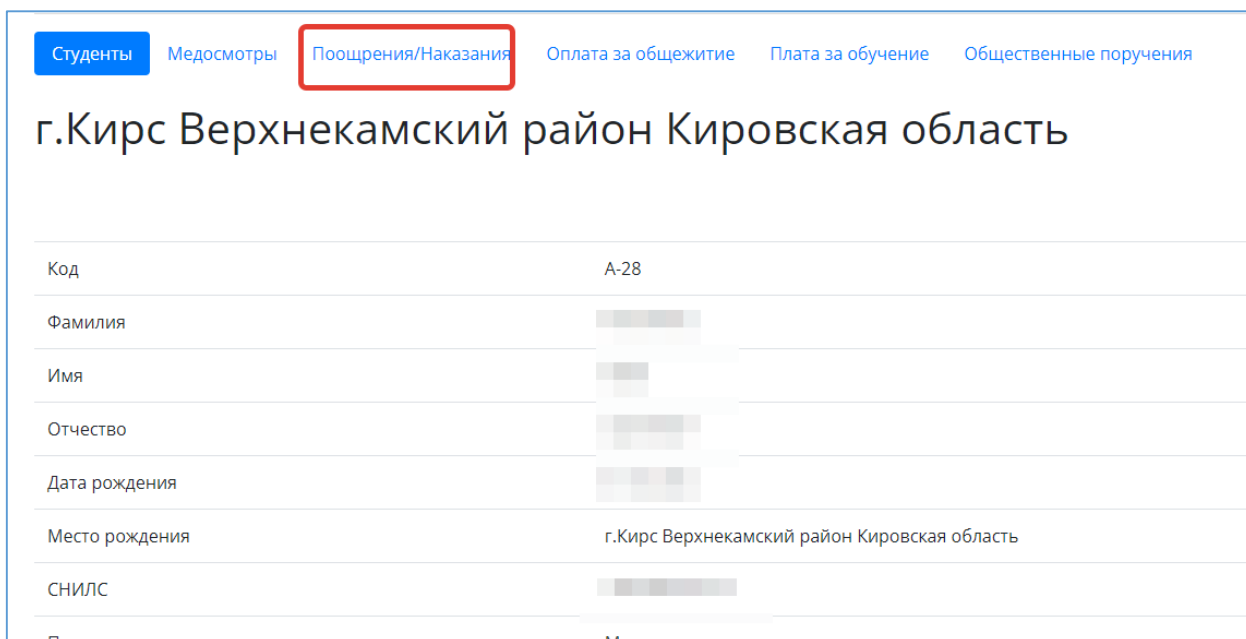 Студенты Медосмотры Поощрения/Наказания Оплата за общежитие Плата за обучение Общественные поручения
г.Кирс Верхнекамский район Кировская область
Код А-28
Фамилия
Имя
Отчество
Дата рождения
Место рождения г.Кирс Верхнекамский район Кировская область
СНИЛС